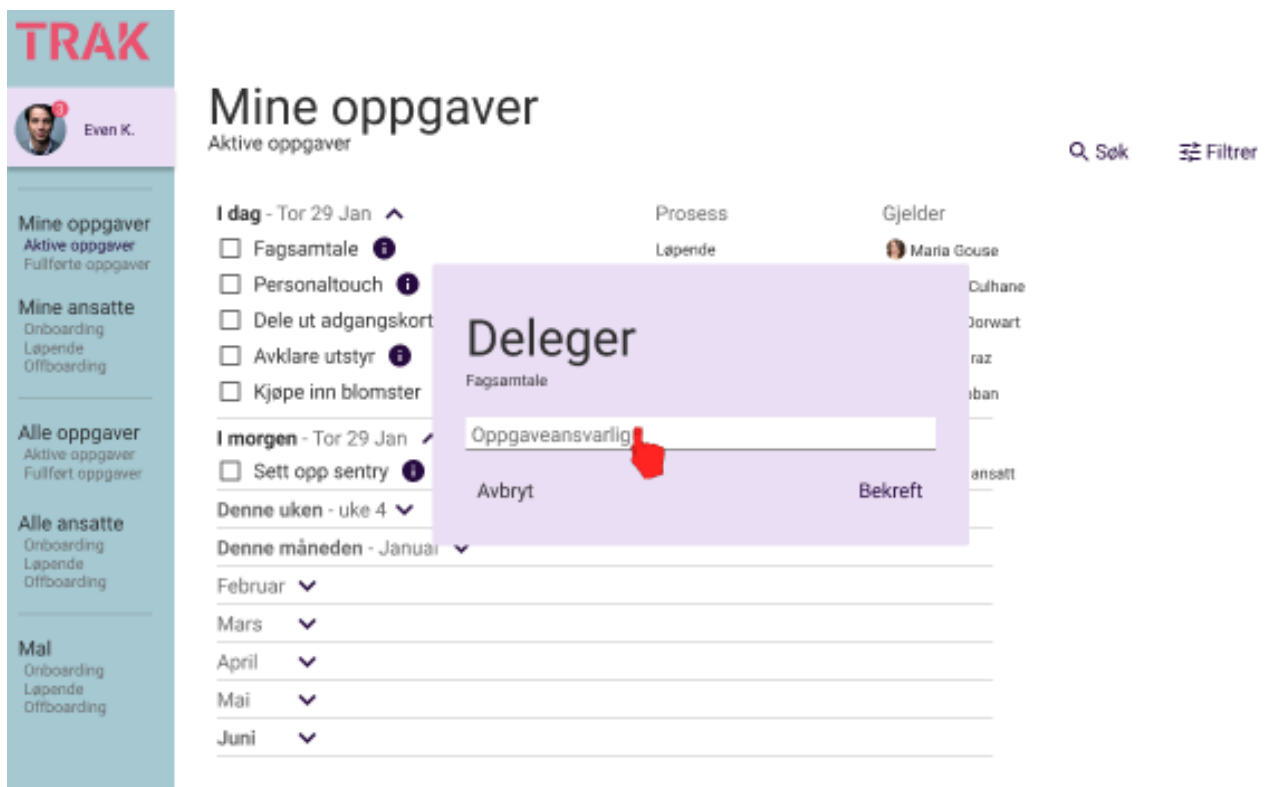 TRAK
3
Even K.
Mine oppgaver
Aktive oppgaver
Fullførte oppgaver
Mine ansatte
Onboarding
Løpende
Offboarding
Alle oppgaver
Aktive oppgaver
Fullført oppgaver
Alle ansatte
Onboarding
Løpende
Offboarding
Mal
Onboarding
Løpende
Offboarding
Mine oppgaver
Aktive oppgaver
Søk
Filtrer
I dag - Tor 29 Jan
Prosess
Gjelder
Fagsamtale
Løpende
Maria Gouse
Personaltouch
Culhane
Dele ut adgangskort
Dorwart
Avklare utstyr
raz
Kjøpe inn blomster
I morgen - Tor 29 Jan
Sett opp sentry
ansatt
Denne uken - uke 4
Denne måneden - Januar
Februar
Mars
April
Mai
Juni
Deleger
Fagsamtale
Oppgaveansvarlig
Avbryt
Bekreft